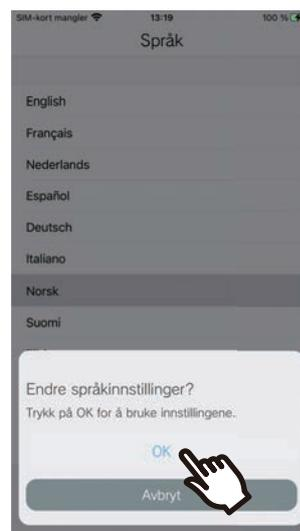 SIM-kort mangler 13:19 100 %
Språk
English
Français
Nederlands
Español
Deutsch
Italiano
Norsk
Suomi
Endre språkinnstillinger?
Trykk på OK for å bruke innstillingene.
OK
Avbryt